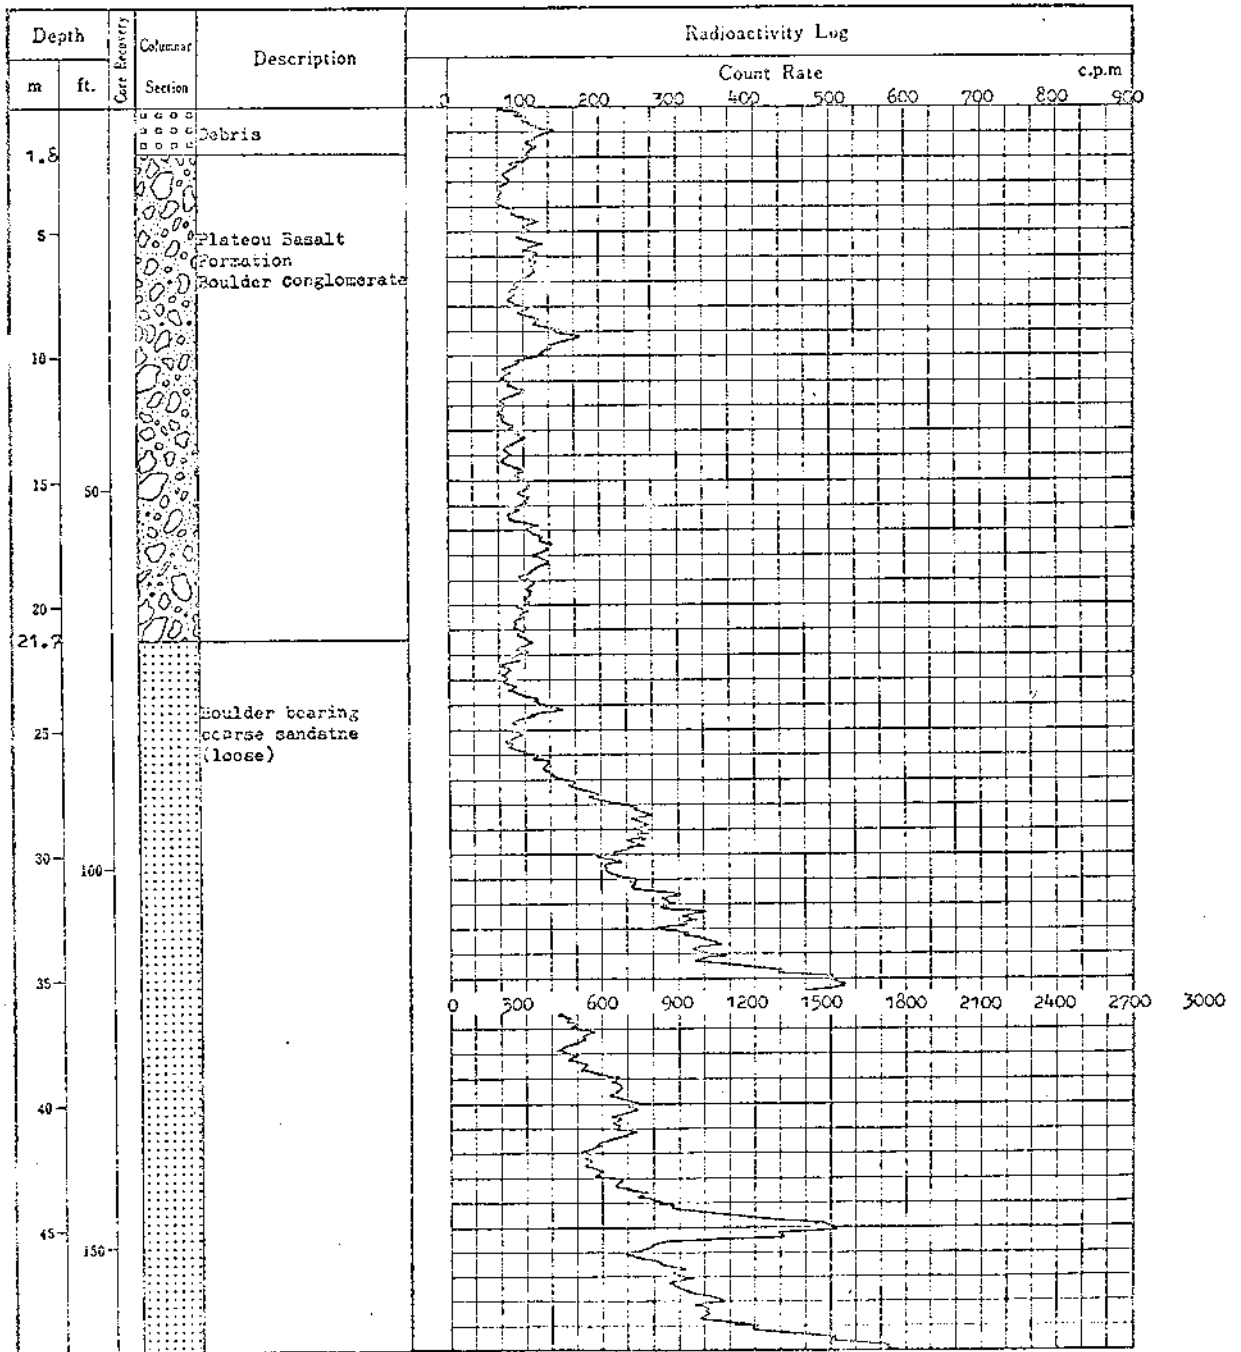 Depth
Core Recovery
Columnar
Section
Description
Radioactivity Log
m
ft.
Count Rate
c.p.m
0 100 200 300 400 500 600 700 800 900
Debris
1.8
5
Plateou Basalt
Formation
Boulder conglomerate
10
15
50
20
21.7
Boulder bearing
coarse sandstne
(loose)
25
30
100
35
0 300 600 900 1200 1500 1800 2100 2400 2700 3000
40
45
150